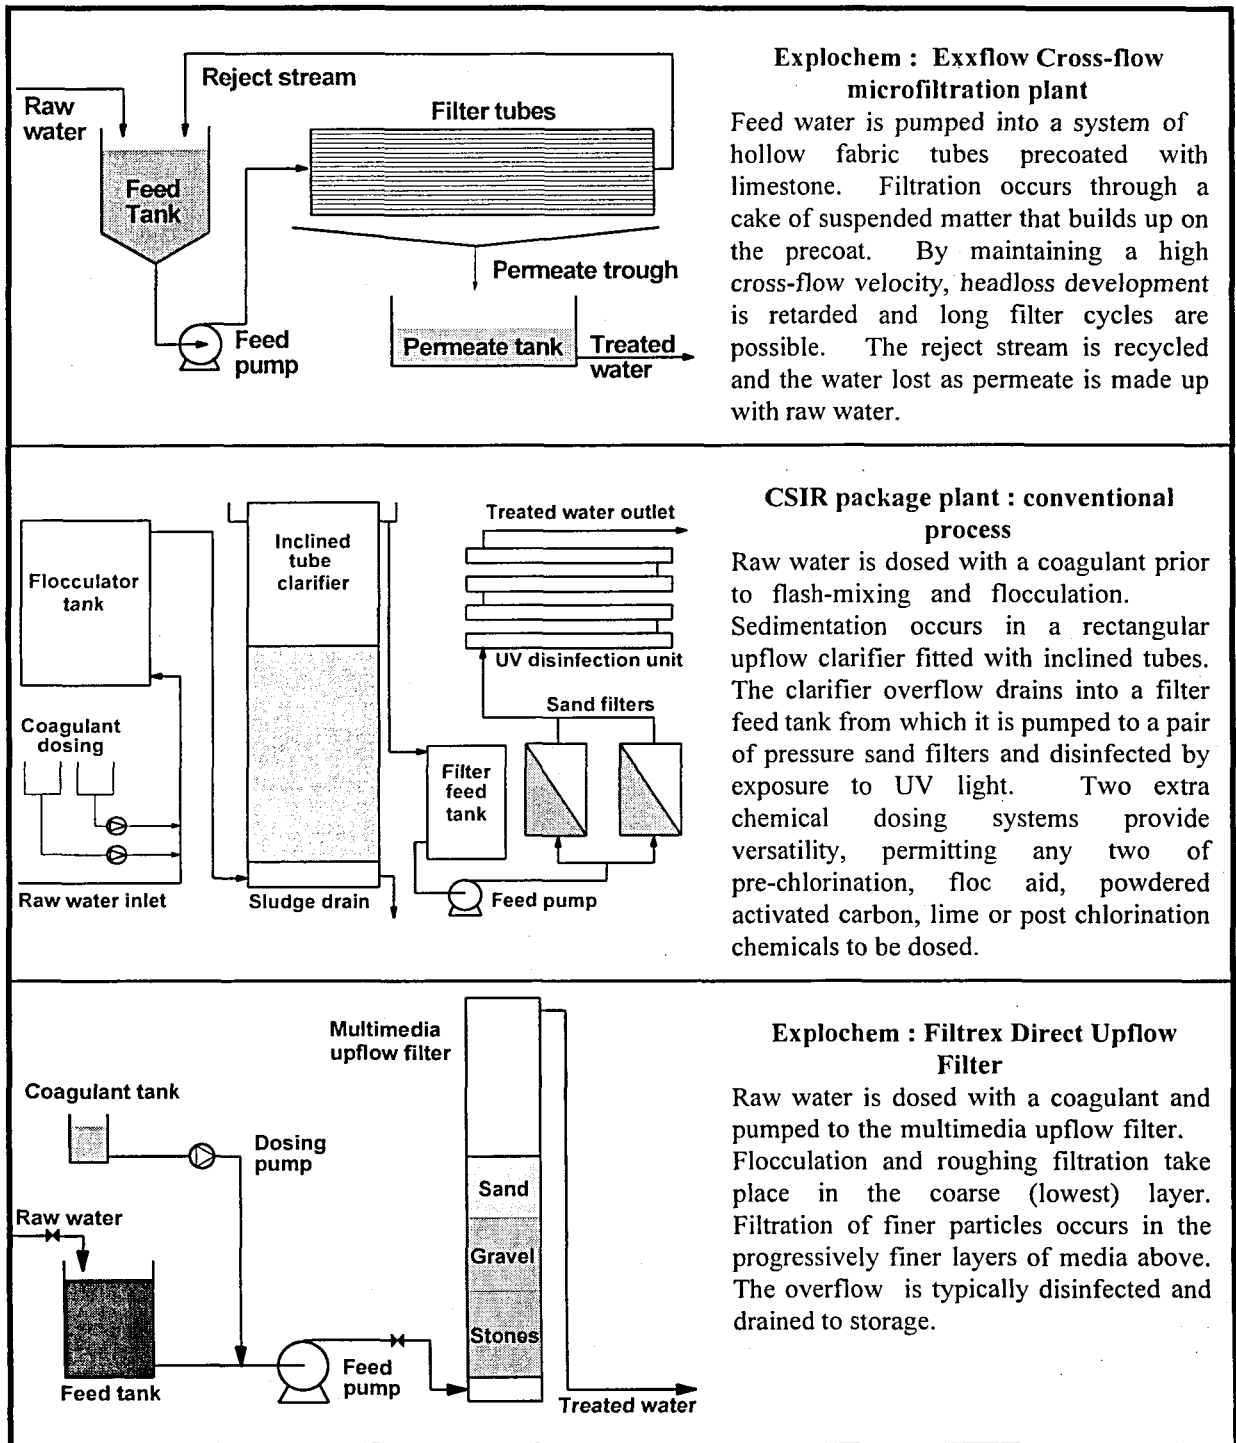 Reject stream
Raw
water
Filter tubes
Feed
Tank
Permeate trough
Feed
pump
Permeate tank
Treated
water
Explochem : Exxflow Cross-flow
microfiltration plant
Feed water is pumped into a system of
hollow fabric tubes precoated with
limestone. Filtration occurs through a
cake of suspended matter that builds up on
the precoat. By maintaining a high
cross-flow velocity, headloss development
is retarded and long filter cycles are
possible. The reject stream is recycled
and the water lost as permeate is made up
with raw water.
Flocculator
tank
Inclined
tube
clarifier
Treated water outlet
UV disinfection unit
Sand filters
Coagulant
dosing
Filter
feed
tank
Raw water inlet
Sludge drain
Feed pump
CSIR package plant : conventional
process
Raw water is dosed with a coagulant prior
to flash-mixing and flocculation.
Sedimentation occurs in a rectangular
upflow clarifier fitted with inclined tubes.
The clarifier overflow drains into a filter
feed tank from which it is pumped to a pair
of pressure sand filters and disinfected by
exposure to UV light. Two extra
chemical dosing systems provide
versatility, permitting any two of
pre-chlorination, floc aid, powdered
activated carbon, lime or post chlorination
chemicals to be dosed.
Multimedia
upflow filter
Coagulant tank
Dosing
pump
Raw water
Sand
Gravel
Stones
Feed tank
Feed
pump
Treated water
Explochem : Filtrex Direct Upflow
Filter
Raw water is dosed with a coagulant and
pumped to the multimedia upflow filter.
Flocculation and roughing filtration take
place in the coarse (lowest) layer.
Filtration of finer particles occurs in the
progressively finer layers of media above.
The overflow is typically disinfected and
drained to storage.